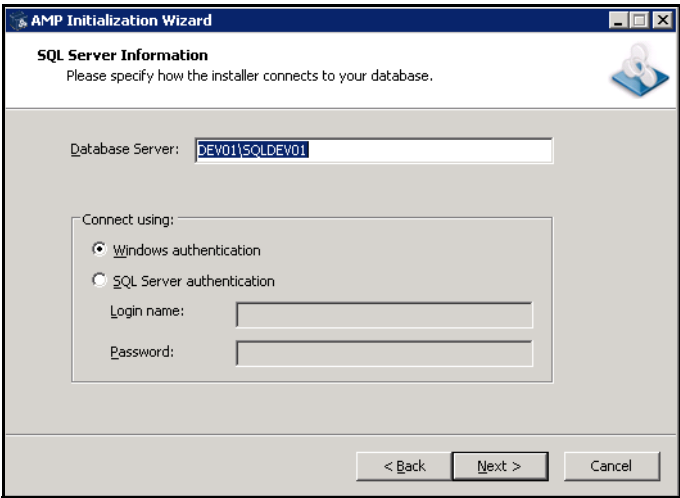 AMP Initialization Wizard
SQL Server Information
Please specify how the installer connects to your database.
Database Server: DEV01\SQLDEV01
Connect using:
Windows authentication
SQL Server authentication
Login name:
Password:
< Back Next > Cancel